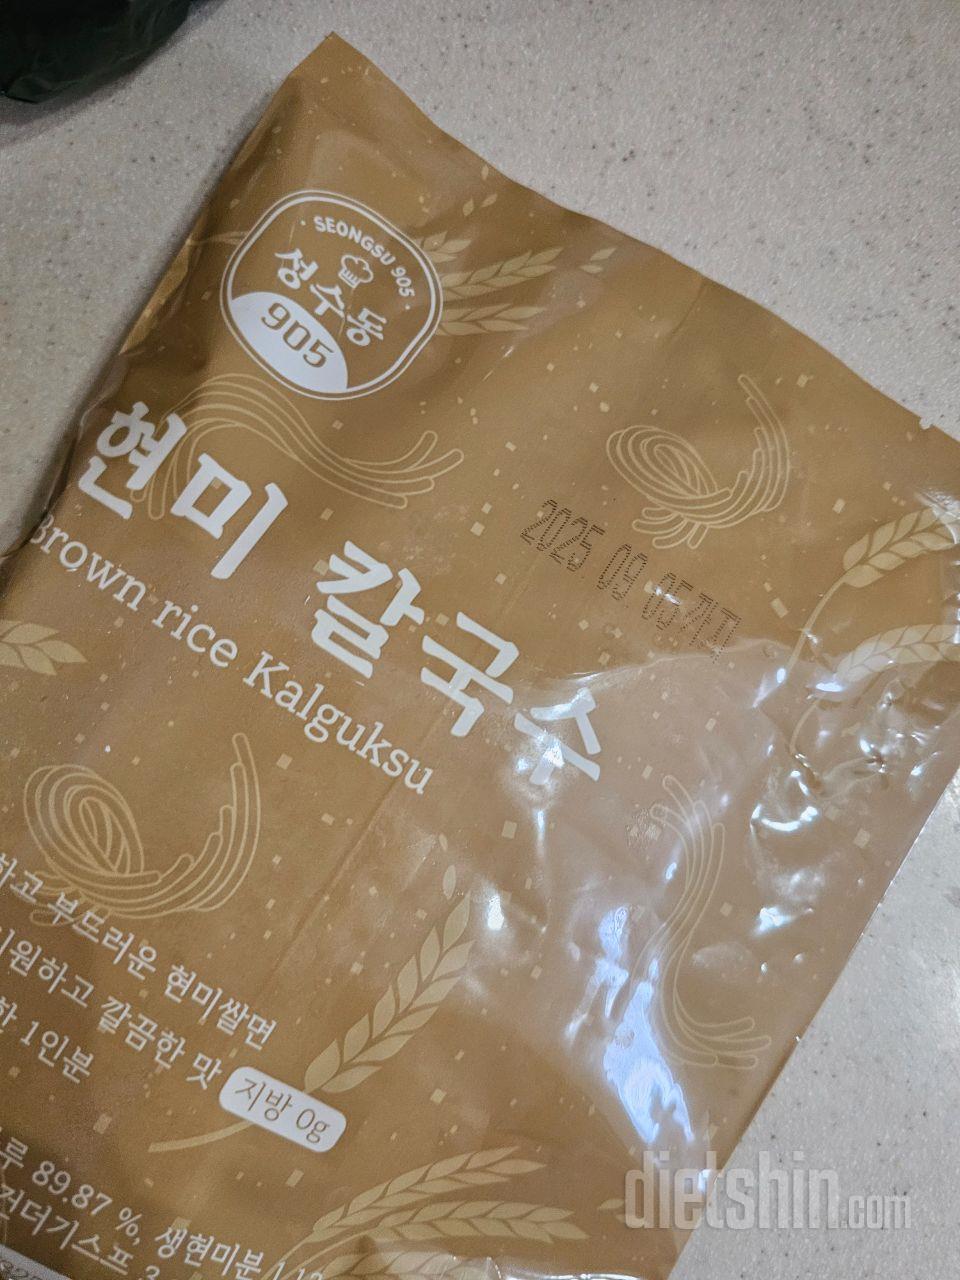 SEONGSU 905
성수동
905
현미 칼국수
Brown rice Kalguksu
2025.09.05까지
하고 부드러운 현미쌀면
시원하고 깔끔한 맛
한 1인분
지방 0g
루 89.87 %, 생현미분
건더기스프
dietshin.com